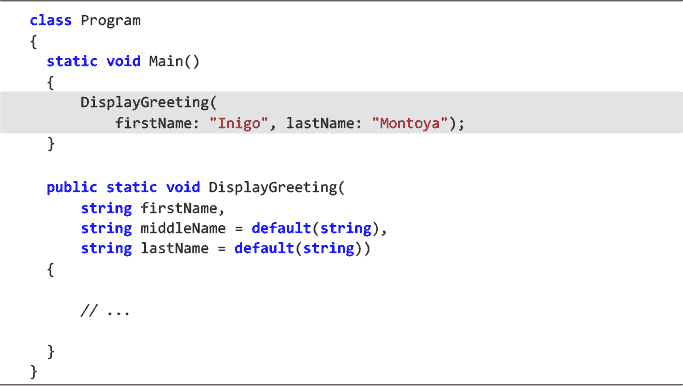 class Program
{
  static void Main()
  {
      DisplayGreeting(
          firstName: "Inigo", lastName: "Montoya");
  }

  public static void DisplayGreeting(
      string firstName,
      string middleName = default(string),
      string lastName = default(string))
  {

      // ...

  }
}